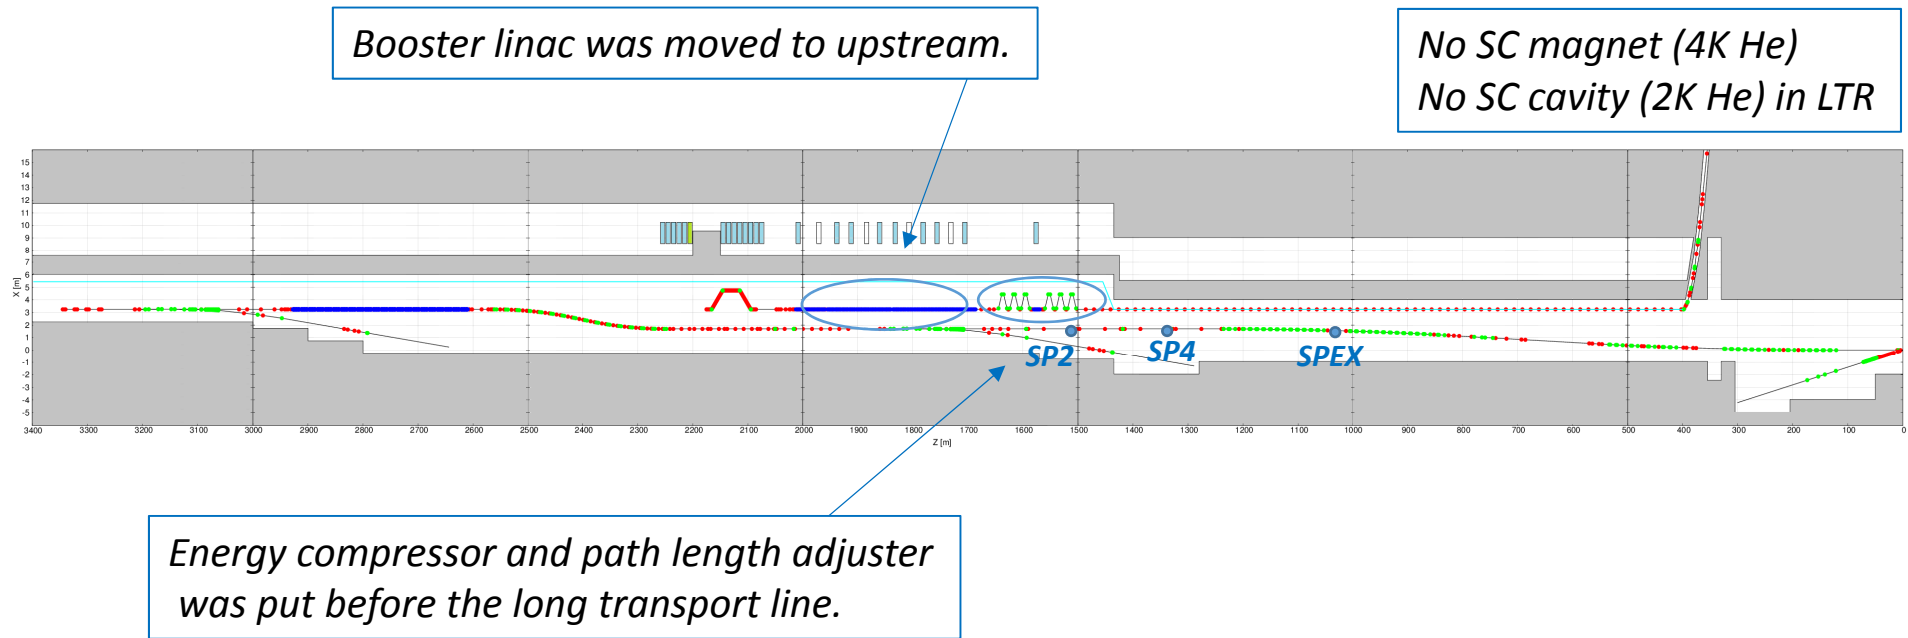 Booster linac was moved to upstream.
No SC magnet (4K He)
No SC cavity (2K He) in LTR
15
14
13
12
11
10
9
8
7
6
5
4
3
2
1
0
-1
-2
-3
-4
-5
X [m]
SP2
SP4
SPEX
3400 3300 3200 3100 3000 2900 2800 2700 2600 2500 2400 2300 2200 2100 2000 1900 1800 1700 1600 1500 1400 1300 1200 1100 1000 900 800 700 600 500 400 300 200 100 0
Z [m]
Energy compressor and path length adjuster
was put before the long transport line.